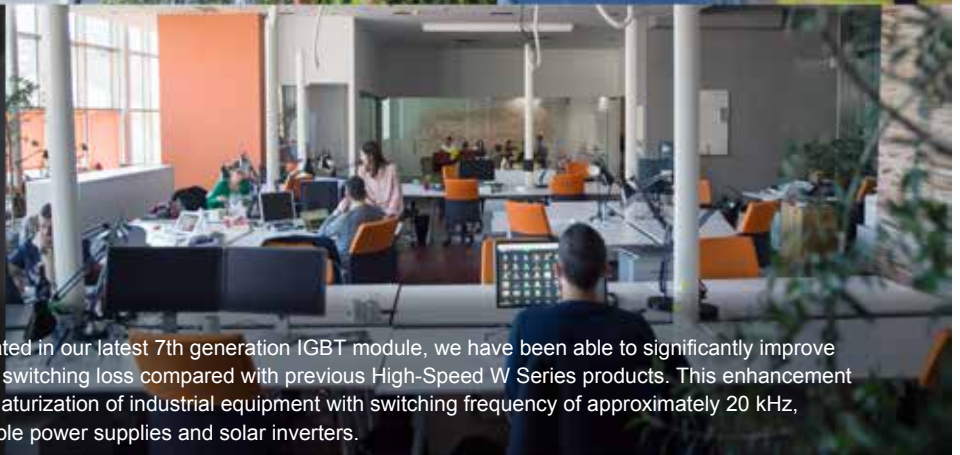 ated in our latest 7th generation IGBT module, we have been able to significantly improve
switching loss compared with previous High-Speed W Series products. This enhancement
aturization of industrial equipment with switching frequency of approximately 20 kHz,
ble power supplies and solar inverters.